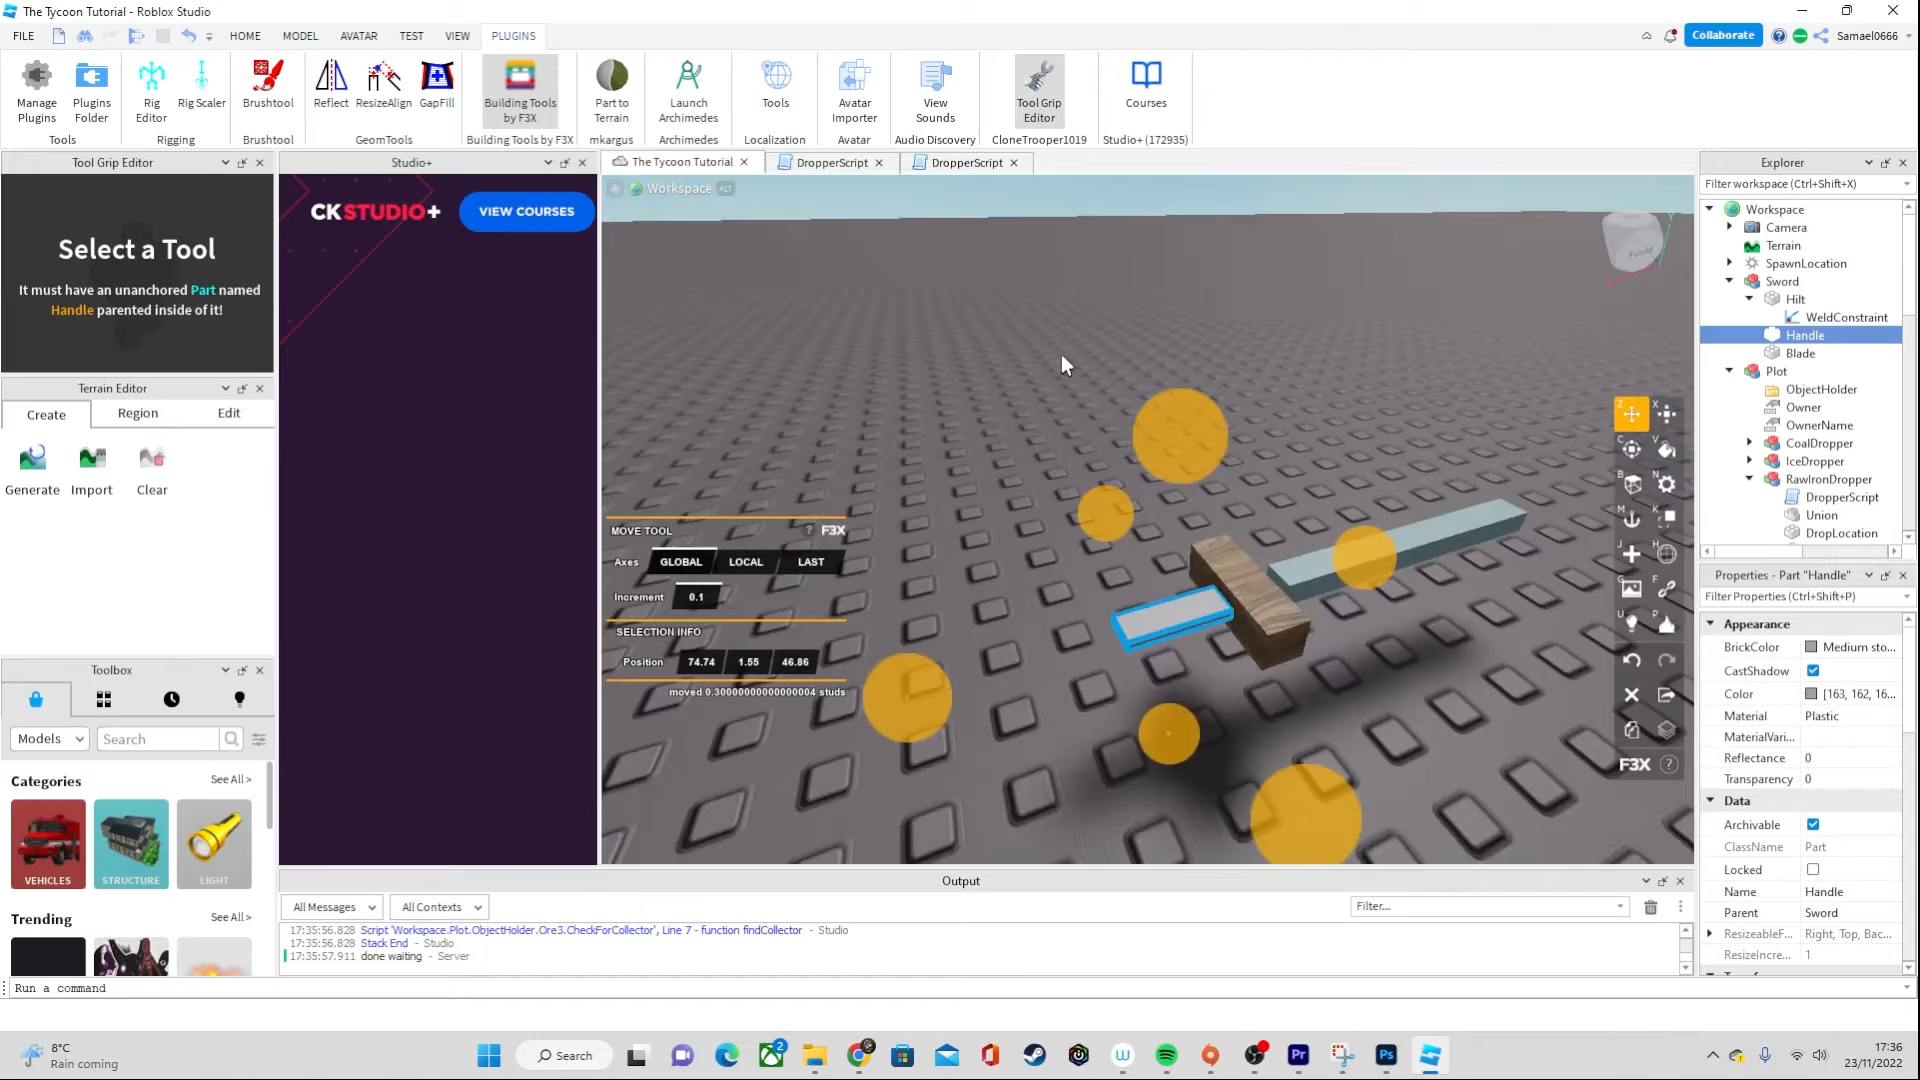 The Tycoon Tutorial - Roblox Studio
FILE HOME MODEL AVATAR TEST VIEW PLUGINS Collaborate Samael0666
Manage Plugins
Plugins Folder
Rig Editor
Rig Scaler
Brushtool
Reflect
ResizeAlign
GapFill
Building Tools by F3X
Part to Terrain
Launch Archimedes
Tools
Avatar Importer
View Sounds
Tool Grip Editor
Courses
Tools Rigging Brushtool GeomTools Building Tools by F3X mkargus Archimedes Localization Avatar Audio Discovery CloneTrooper1019 Studio+ (172935)
Tool Grip Editor
Select a Tool
It must have an unanchored Part named
Handle parented inside of it!
Terrain Editor
Create Region Edit
Generate Import Clear
Toolbox
Models Search
Categories See All >
VEHICLES STRUCTURE LIGHT
Trending See All >
Studio+
CKSTUDIO+ VIEW COURSES
The Tycoon Tutorial DropperScript DropperScript
Workspace ALT
Front
Y
MOVE TOOL ? F3X
Axes GLOBAL LOCAL LAST
Increment 0.1
SELECTION INFO
Position 74.74 1.55 46.86
moved 0.30000000000000004 studs
Z X
C V
B N
M K
J H
G F
U P
F3X ?
Output
All Messages All Contexts Filter...
17:35:56.828 Script 'Workspace.Plot.ObjectHolder.Ore3.CheckForCollector', Line 7 - function findCollector - Studio
17:35:56.828 Stack End - Studio
17:35:57.911 done waiting - Server
Run a command
Explorer
Filter workspace (Ctrl+Shift+X)
Workspace
Camera
Terrain
SpawnLocation
Sword
Hilt
WeldConstraint
Handle
Blade
Plot
ObjectHolder
Owner
OwnerName
CoalDropper
IceDropper
RawIronDropper
DropperScript
Union
DropLocation
Properties - Part "Handle"
Filter Properties (Ctrl+Shift+P)
Appearance
BrickColor Medium sto...
CastShadow
Color [163, 162, 16...
Material Plastic
MaterialVari...
Reflectance 0
Transparency 0
Data
Archivable
ClassName Part
Locked
Name Handle
Parent Sword
ResizeableF... Right, Top, Bac...
ResizeIncre... 1
8°C
Rain coming
Search
2
17:36
23/11/2022